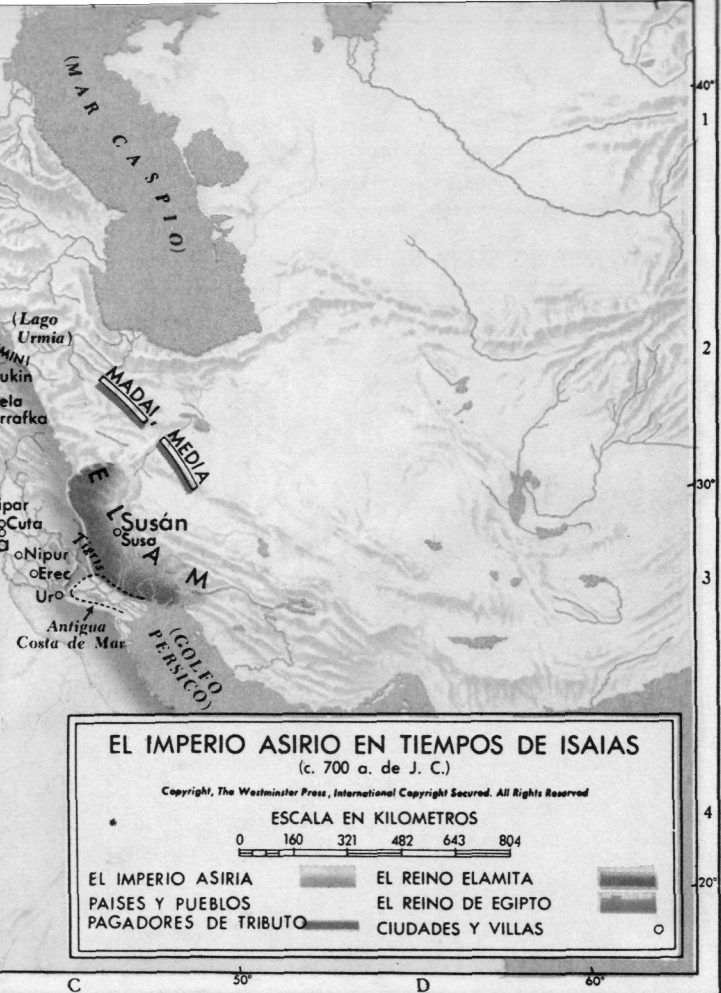 (MAR CASPIO)
40°
1
(Lago
Urmia)
MINI
ukin
ela
rrafka
2
MADAI,
MEDIA
30°
ELAM
Susán
Susa
ipar
Cuta
a
Nipur
Tigris
Erec
Ur
3
Antigua
Costa de Mar
(GOLFO
PERSICO)
EL IMPERIO ASIRIO EN TIEMPOS DE ISAIAS
(c. 700 a. de J. C.)
Copyright, The Westminster Press, International Copyright Secured. All Rights Reserved
ESCALA EN KILOMETROS
0 160 321 482 643 804
4
EL IMPERIO ASIRIA
EL REINO ELAMITA
20°
PAISES Y PUEBLOS
PAGADORES DE TRIBUTO
EL REINO DE EGIPTO
CIUDADES Y VILLAS
C 50° D 60°